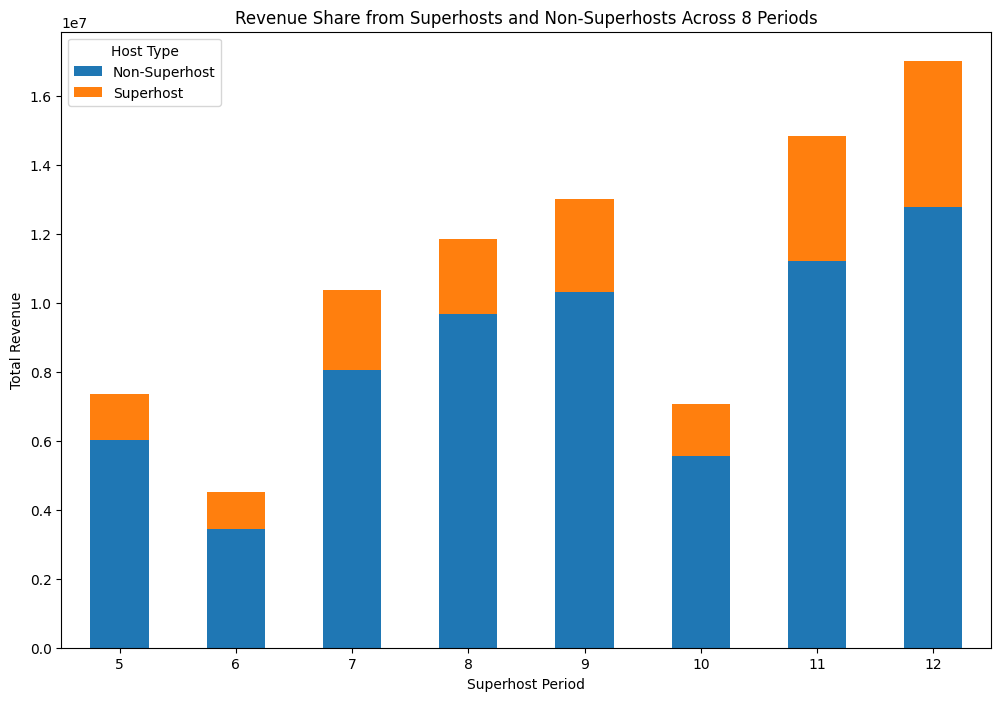 Revenue Share from Superhosts and Non-Superhosts Across 8 Periods
1e7
Host Type
Non-Superhost
Superhost
1.6
1.4
1.2
1.0
0.8
0.6
0.4
0.2
0.0
Total Revenue
5 6 7 8 9 10 11 12
Superhost Period